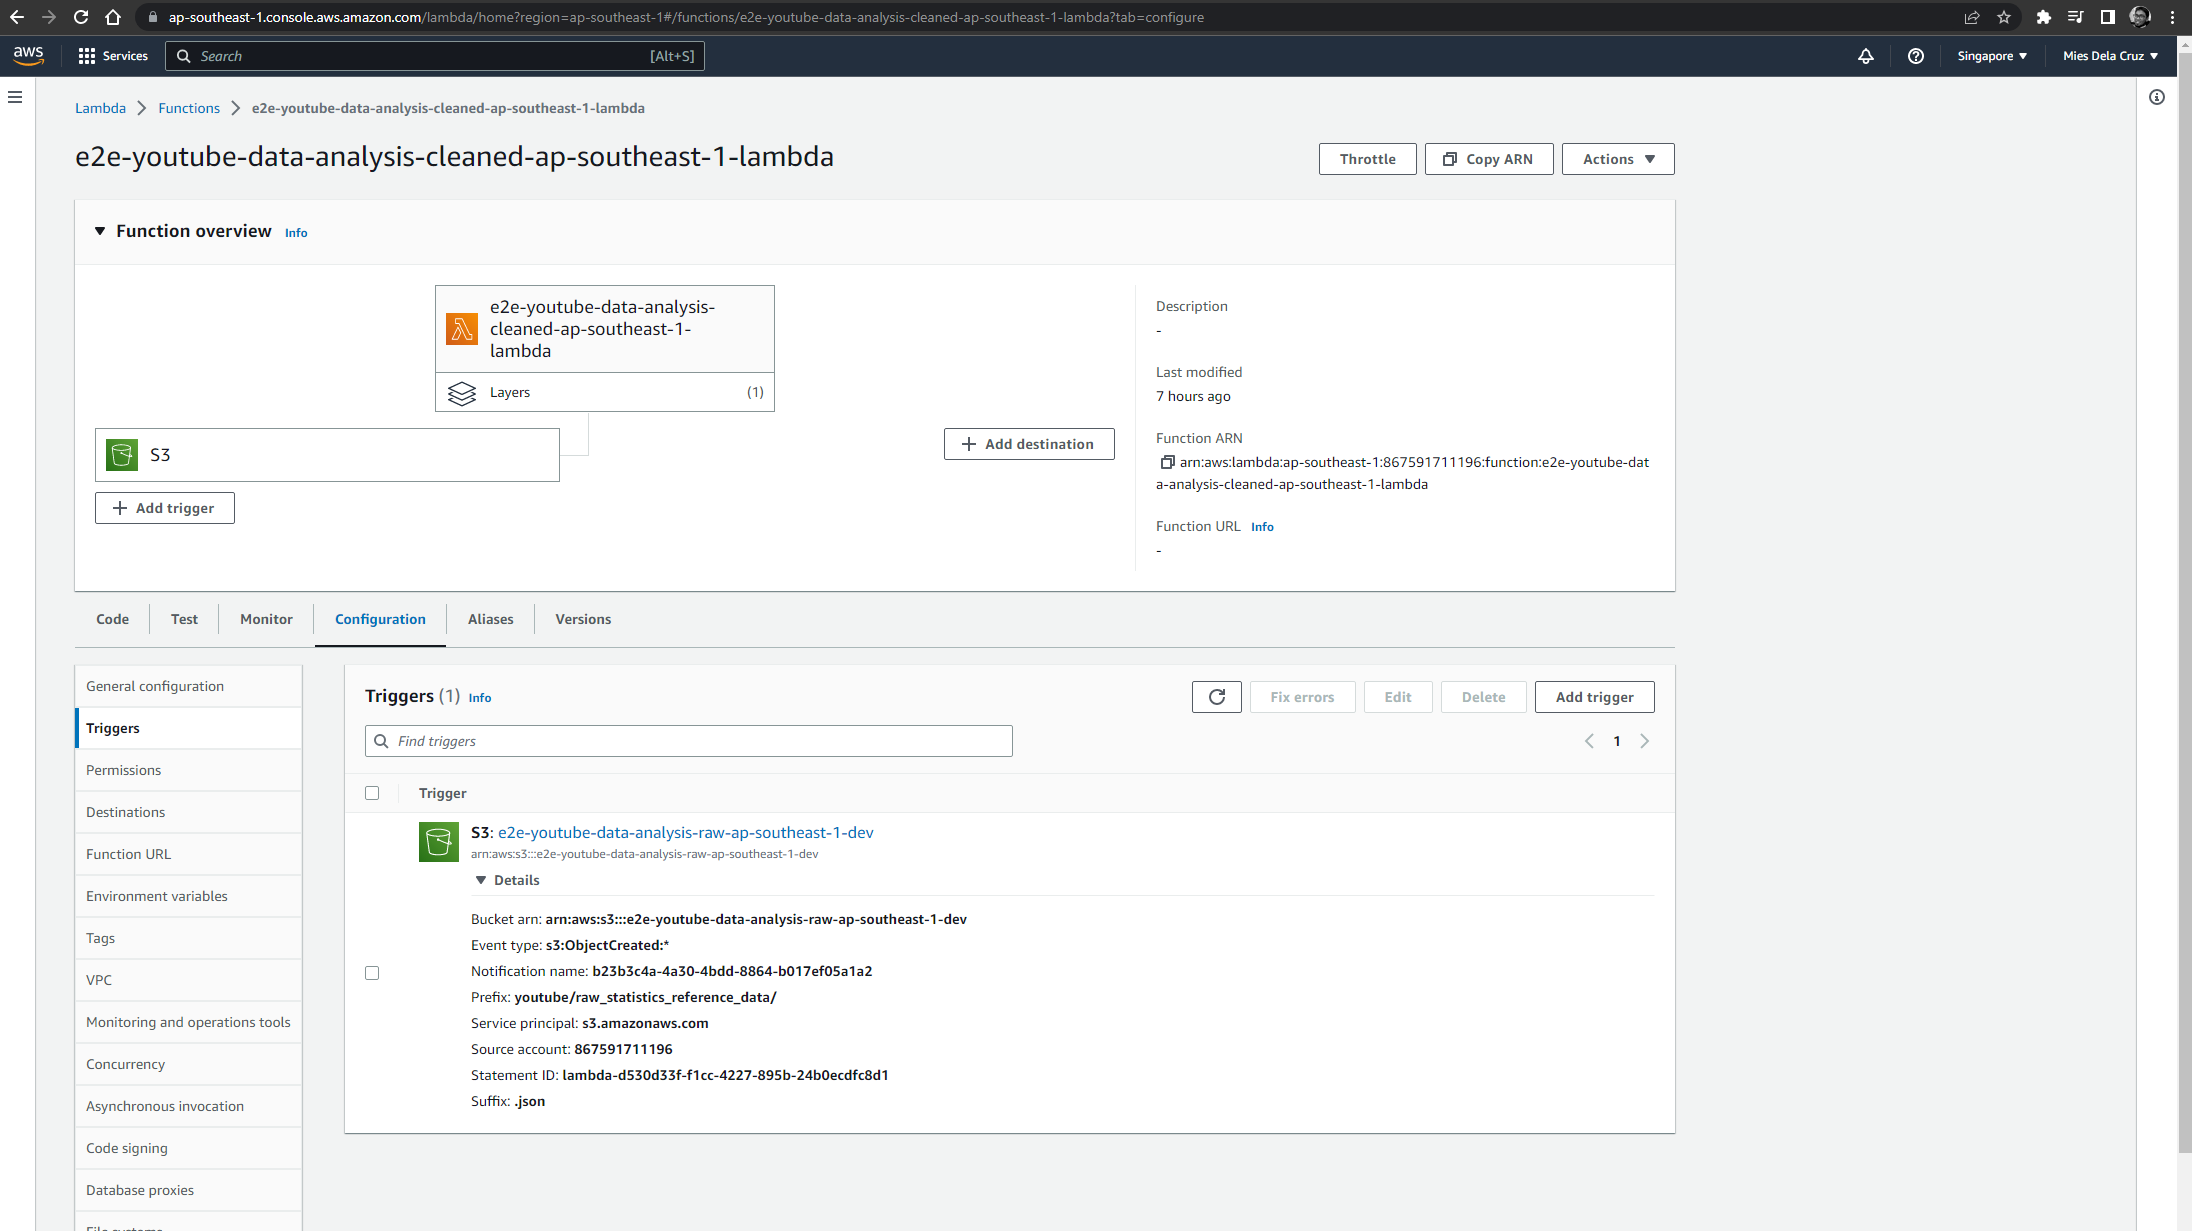 ap-southeast-1.console.aws.amazon.com/lambda/home?region=ap-southeast-1#/functions/e2e-youtube-data-analysis-cleaned-ap-southeast-1-lambda?tab=configure
aws Services Search [Alt+S] Singapore Mies Dela Cruz
Lambda Functions e2e-youtube-data-analysis-cleaned-ap-southeast-1-lambda
e2e-youtube-data-analysis-cleaned-ap-southeast-1-lambda
Throttle Copy ARN Actions
Function overview Info
e2e-youtube-data-analysis-
cleaned-ap-southeast-1-
lambda
Layers (1)
S3
Add trigger
Add destination
Description
-
Last modified
7 hours ago
Function ARN
arn:aws:lambda:ap-southeast-1:867591711196:function:e2e-youtube-dat
a-analysis-cleaned-ap-southeast-1-lambda
Function URL Info
-
Code Test Monitor Configuration Aliases Versions
General configuration
Triggers
Permissions
Destinations
Function URL
Environment variables
Tags
VPC
Monitoring and operations tools
Concurrency
Asynchronous invocation
Code signing
Database proxies
File systems
Triggers (1) Info
Fix errors Edit Delete Add trigger
Find triggers
1
Trigger
S3: e2e-youtube-data-analysis-raw-ap-southeast-1-dev
arn:aws:s3:::e2e-youtube-data-analysis-raw-ap-southeast-1-dev
Details
Bucket arn: arn:aws:s3:::e2e-youtube-data-analysis-raw-ap-southeast-1-dev
Event type: s3:ObjectCreated:*
Notification name: b23b3c4a-4a30-4bdd-8864-b017ef05a1a2
Prefix: youtube/raw_statistics_reference_data/
Service principal: s3.amazonaws.com
Source account: 867591711196
Statement ID: lambda-d530d33f-f1cc-4227-895b-24b0ecdfc8d1
Suffix: .json